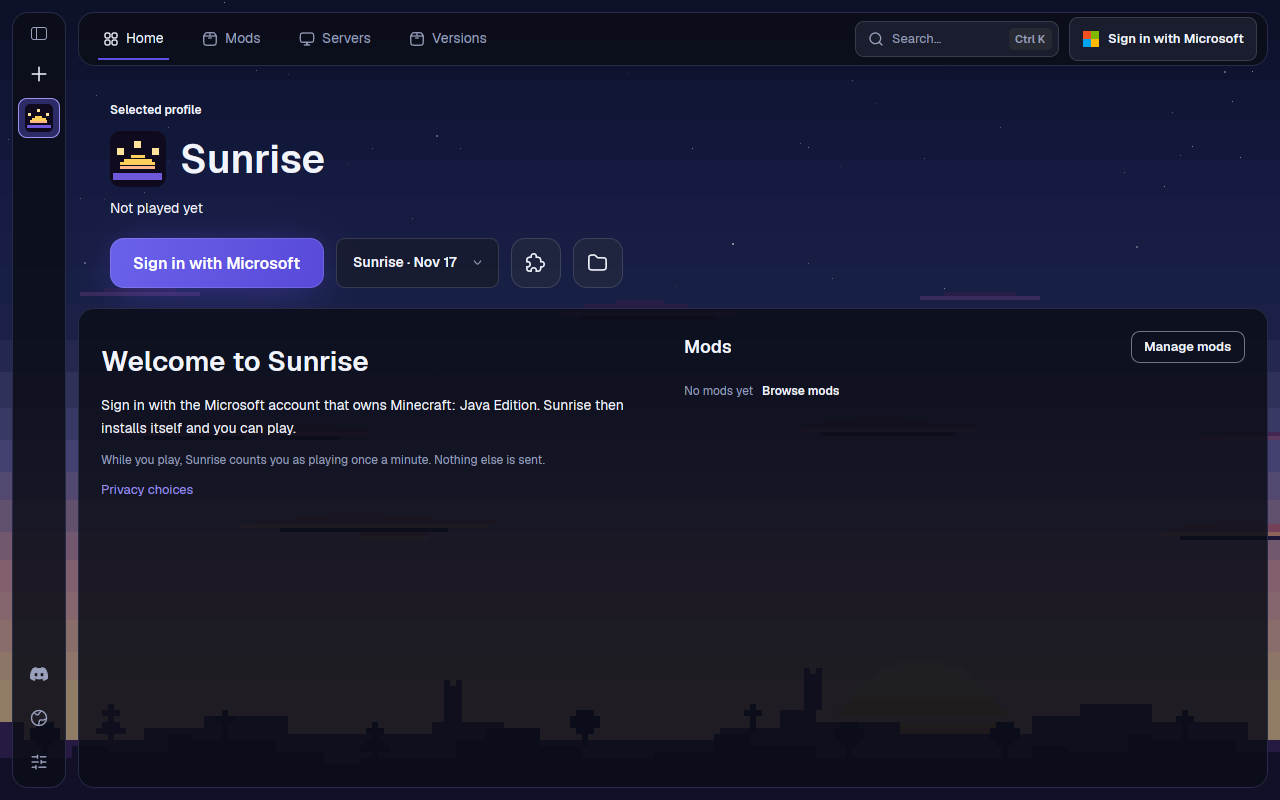 Home
Mods
Servers
Versions
Search...
Ctrl K
Sign in with Microsoft
Selected profile
Sunrise
Not played yet
Sign in with Microsoft
Sunrise · Nov 17
Welcome to Sunrise
Sign in with the Microsoft account that owns Minecraft: Java Edition. Sunrise then
installs itself and you can play.
While you play, Sunrise counts you as playing once a minute. Nothing else is sent.
Privacy choices
Mods
Manage mods
No mods yet Browse mods